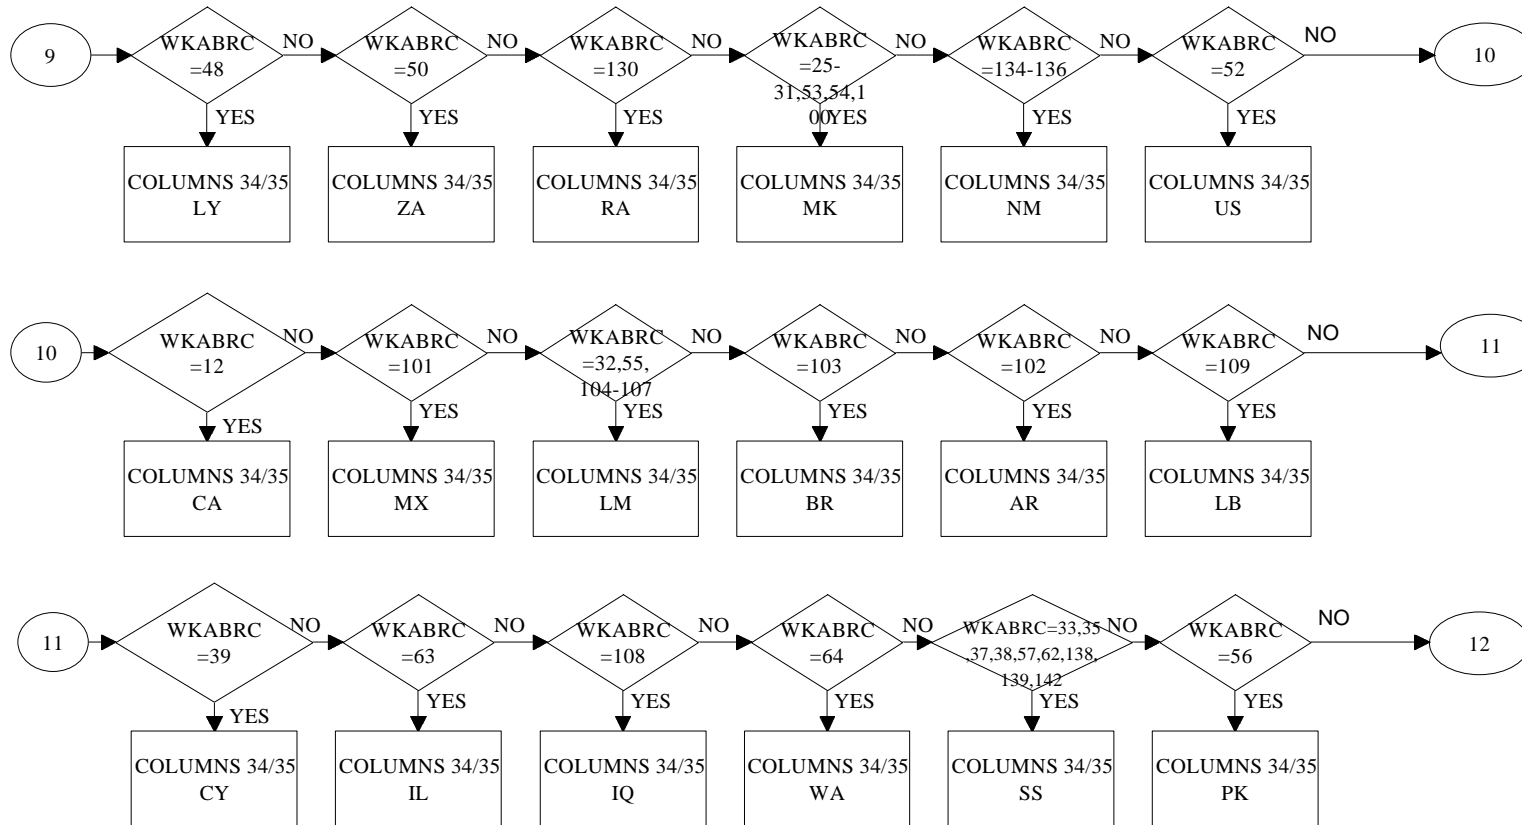 9
WKABRC
=48
NO
YES
COLUMNS 34/35
LY
WKABRC
=50
NO
YES
COLUMNS 34/35
ZA
WKABRC
=130
NO
YES
COLUMNS 34/35
RA
WKABRC
=25-
31,53,54,1
00
NO
YES
COLUMNS 34/35
MK
WKABRC
=134-136
NO
YES
COLUMNS 34/35
NM
WKABRC
=52
NO
YES
COLUMNS 34/35
US
10
10
WKABRC
=12
NO
YES
COLUMNS 34/35
CA
WKABRC
=101
NO
YES
COLUMNS 34/35
MX
WKABRC
=32,55,
104-107
NO
YES
COLUMNS 34/35
LM
WKABRC
=103
NO
YES
COLUMNS 34/35
BR
WKABRC
=102
NO
YES
COLUMNS 34/35
AR
WKABRC
=109
NO
YES
COLUMNS 34/35
LB
11
11
WKABRC
=39
NO
YES
COLUMNS 34/35
CY
WKABRC
=63
NO
YES
COLUMNS 34/35
IL
WKABRC
=108
NO
YES
COLUMNS 34/35
IQ
WKABRC
=64
NO
YES
COLUMNS 34/35
WA
WKABRC=33,35
,37,38,57,62,138,
139,142
NO
YES
COLUMNS 34/35
SS
WKABRC
=56
NO
YES
COLUMNS 34/35
PK
12